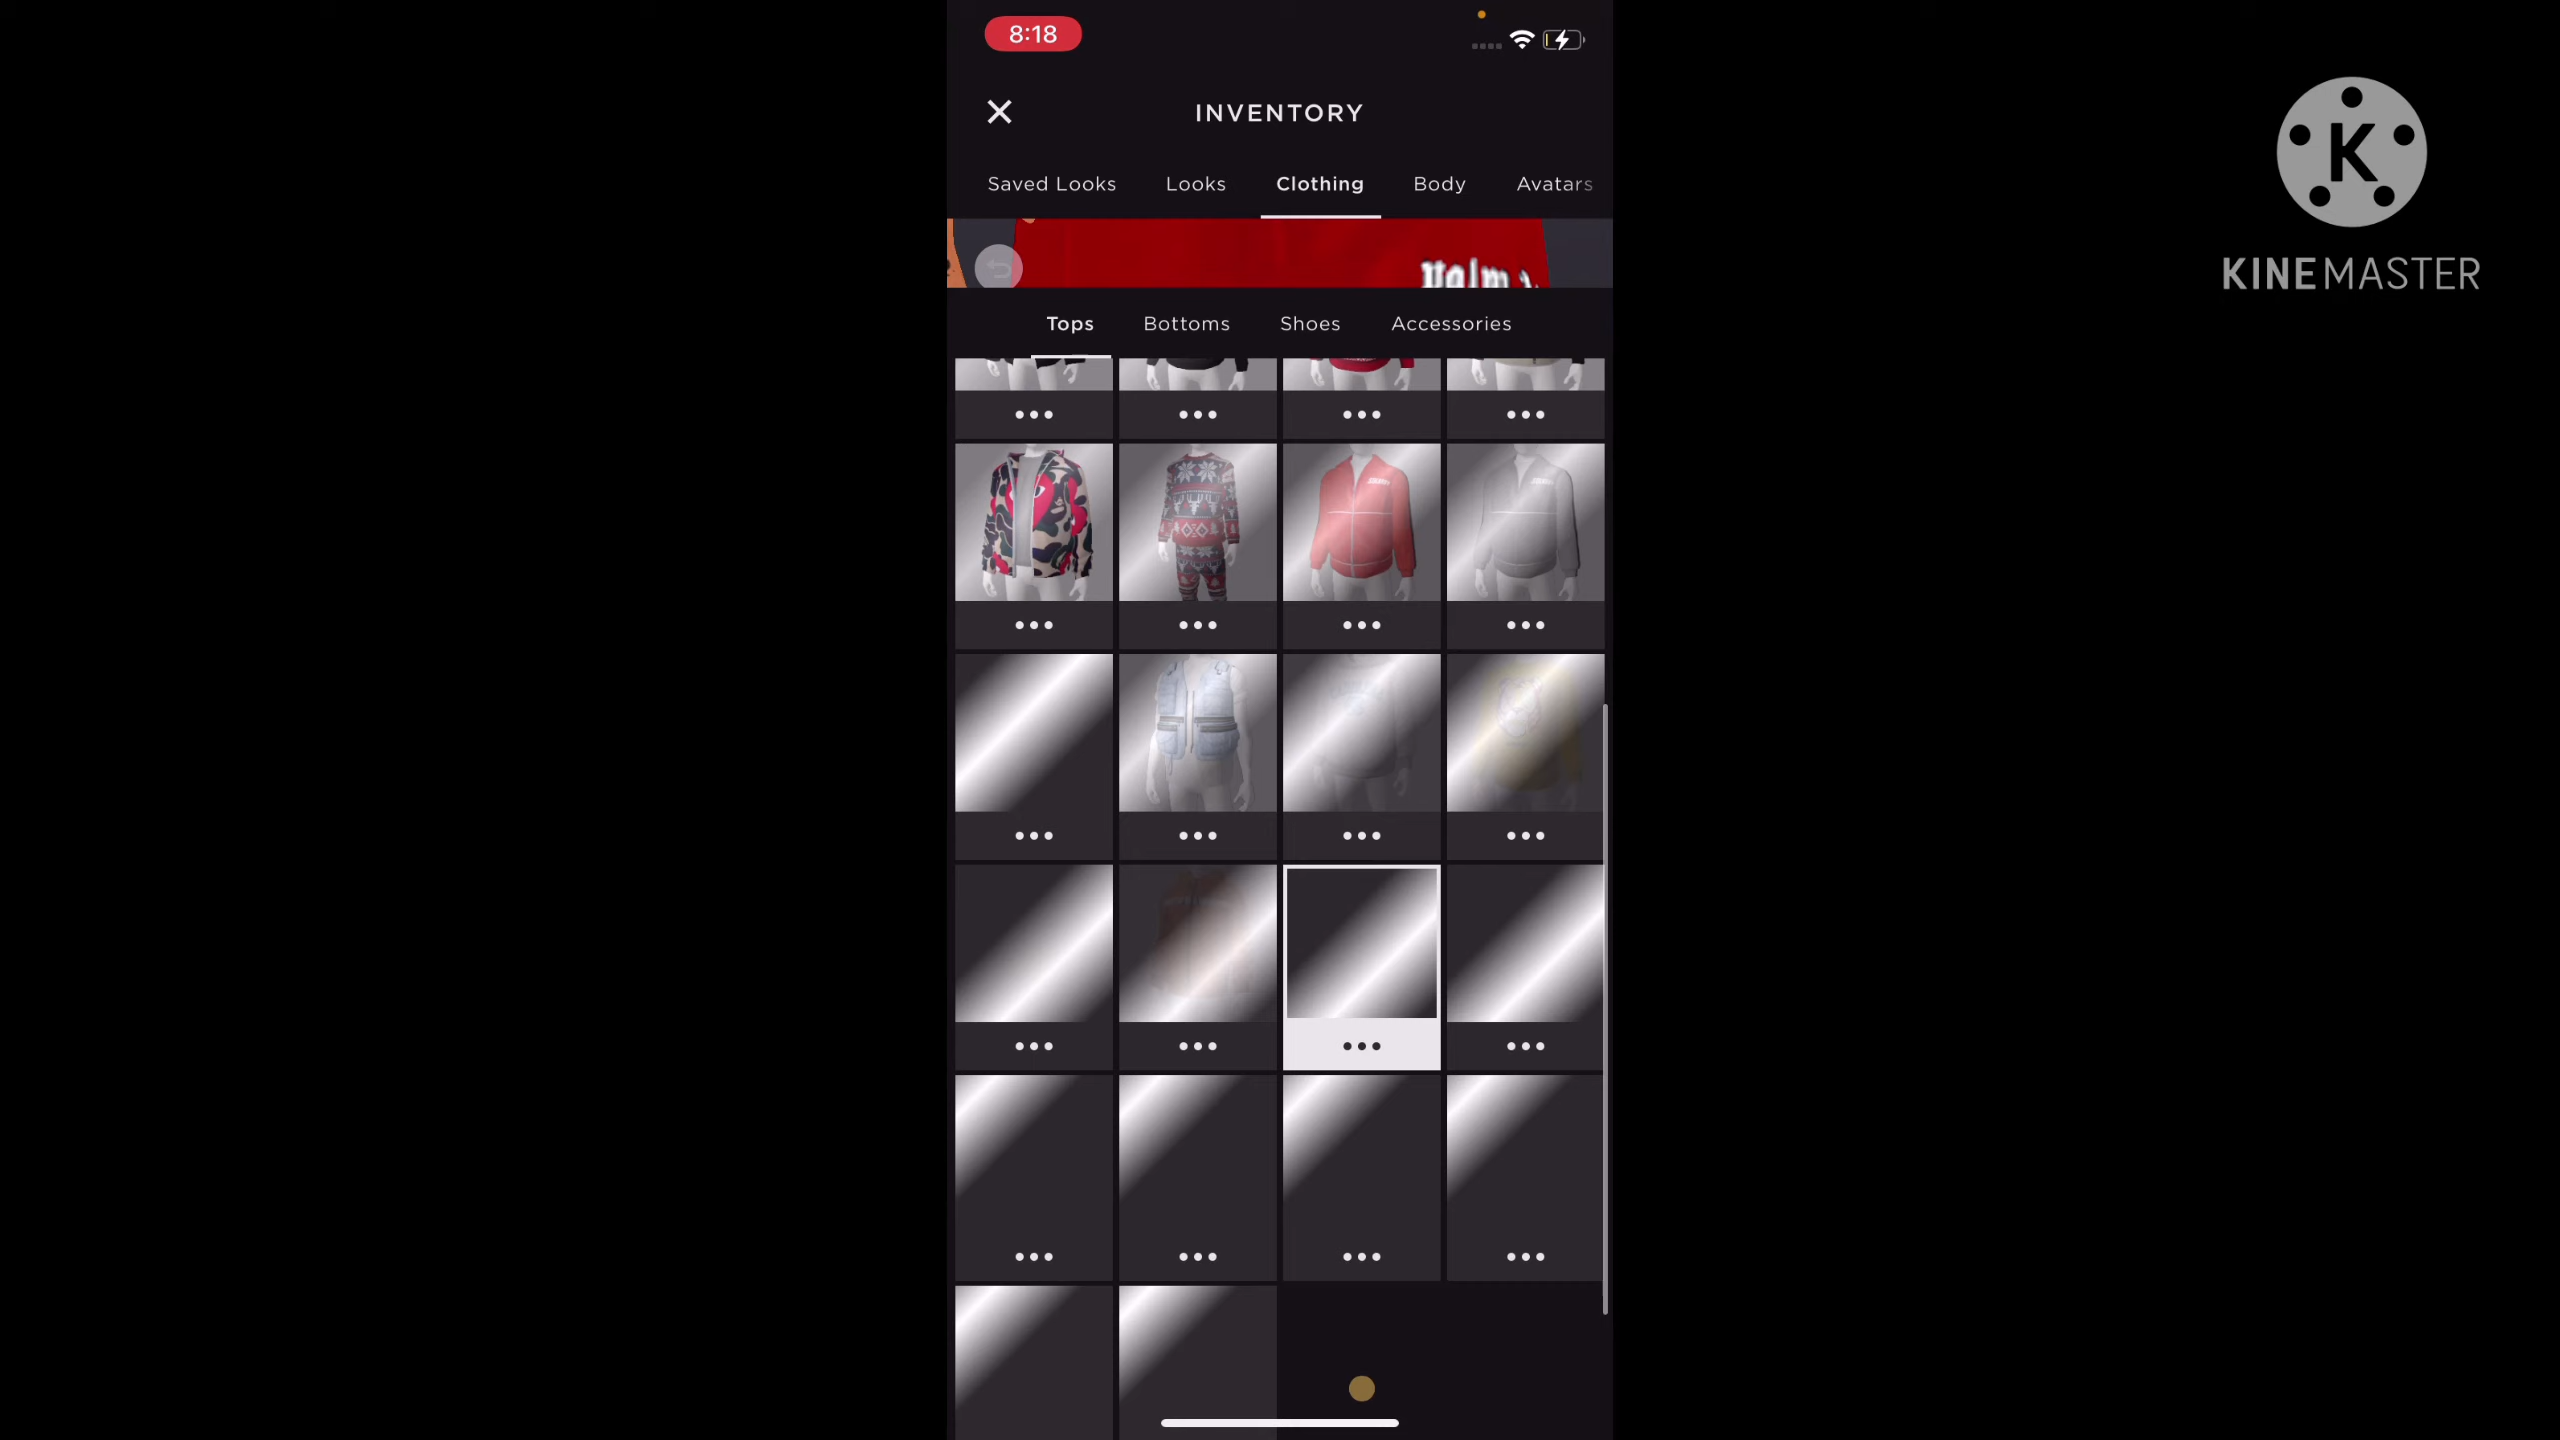 8:18
INVENTORY
Saved Looks Looks Clothing Body Avatars
Tops Bottoms Shoes Accessories
K
KINEMASTER